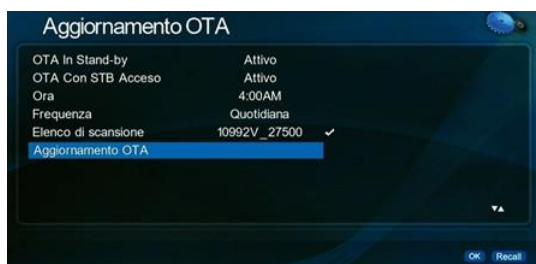 Aggiornamento OTA
OTA In Stand-by Attivo
OTA Con STB Acceso Attivo
Ora 4:00AM
Frequenza Quotidiana
Elenco di scansione 10992V_27500
Aggiornamento OTA
OK Recall